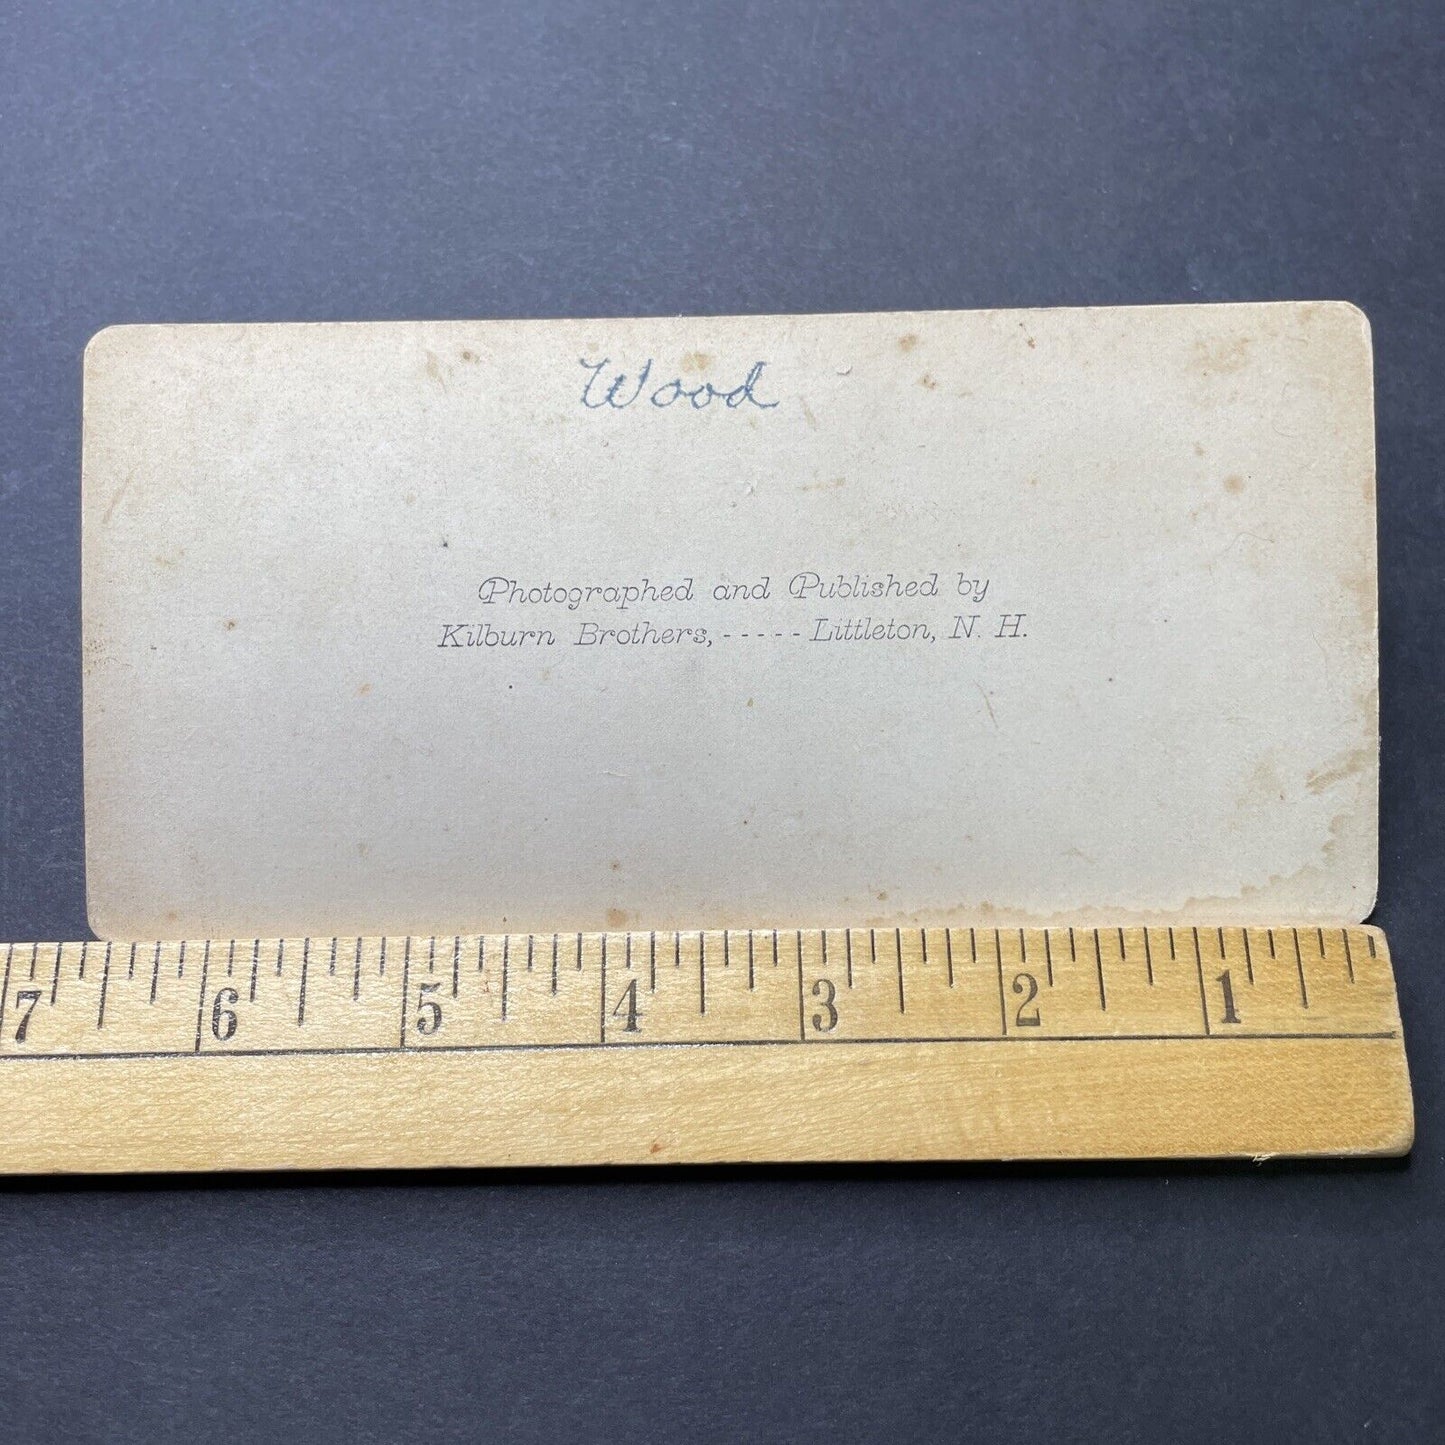 Wood
Photographed and Published by
Kilburn Brothers, - - - - - Littleton, N. H.
7 6 5 4 3 2 1